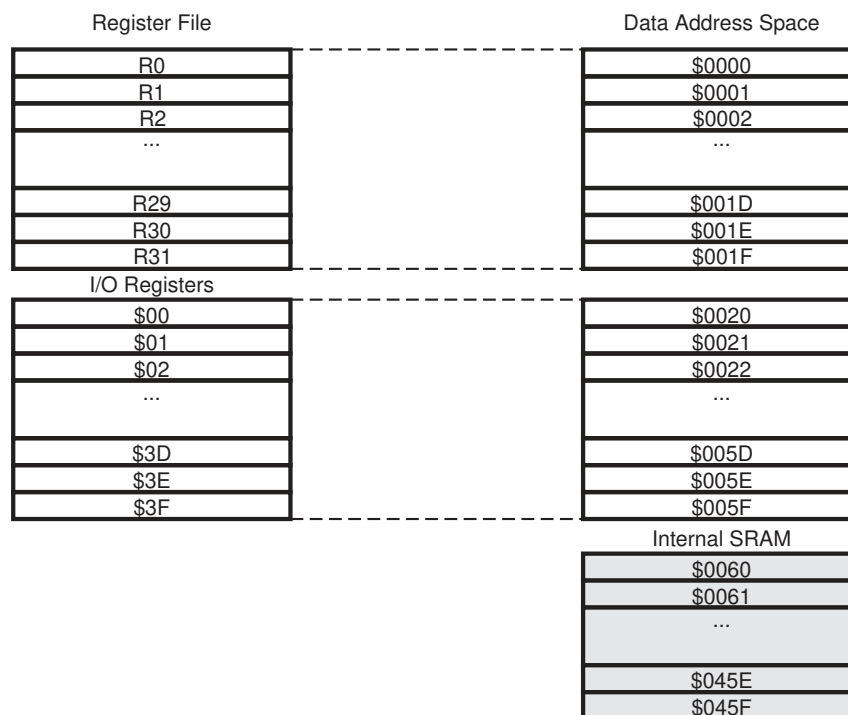 Register File
Data Address Space
R0
$0000
R1
$0001
R2
$0002
...
...
R29
$001D
R30
$001E
R31
$001F
I/O Registers
$00
$0020
$01
$0021
$02
$0022
...
...
$3D
$005D
$3E
$005E
$3F
$005F
Internal SRAM
$0060
$0061
...
$045E
$045F